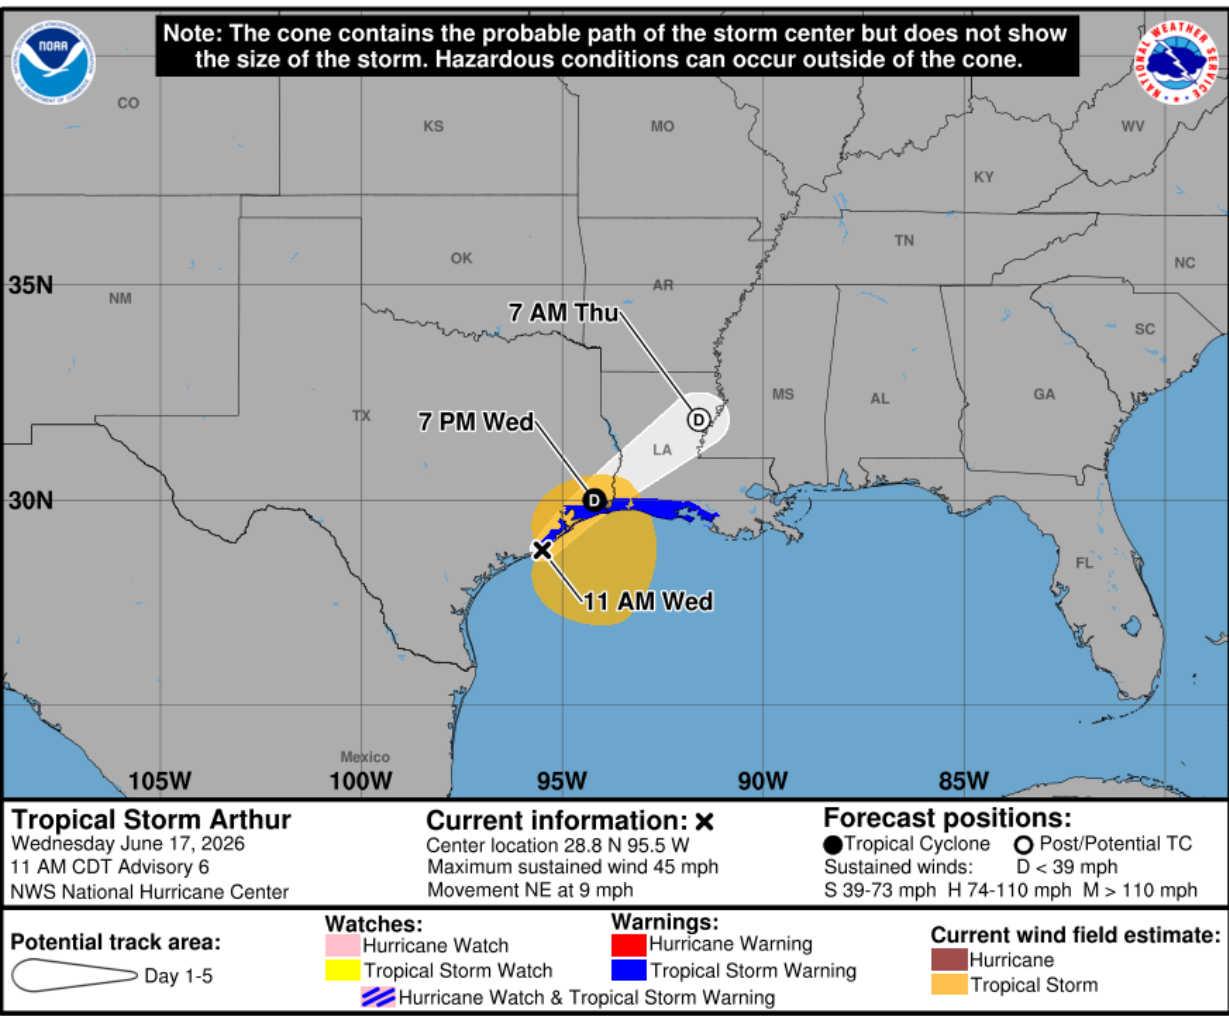 Note: The cone contains the probable path of the storm center but does not show
the size of the storm. Hazardous conditions can occur outside of the cone.
NOAA
NATIONAL WEATHER SERVICE
CO
KS
MO
WV
KY
OK
TN
NC
35N
NM
AR
7 AM Thu
SC
TX
7 PM Wed
D
MS
AL
GA
LA
30N
D
FL
11 AM Wed
Mexico
105W
100W
95W
90W
85W
Tropical Storm Arthur
Wednesday June 17, 2026
11 AM CDT Advisory 6
NWS National Hurricane Center
Current information: ×
Center location 28.8 N 95.5 W
Maximum sustained wind 45 mph
Movement NE at 9 mph
Forecast positions:
Tropical Cyclone
Post/Potential TC
Sustained winds:
D < 39 mph
S 39-73 mph H 74-110 mph M > 110 mph
Potential track area:
Day 1-5
Watches:
Hurricane Watch
Tropical Storm Watch
Warnings:
Hurricane Warning
Tropical Storm Warning
Hurricane Watch & Tropical Storm Warning
Current wind field estimate:
Hurricane
Tropical Storm